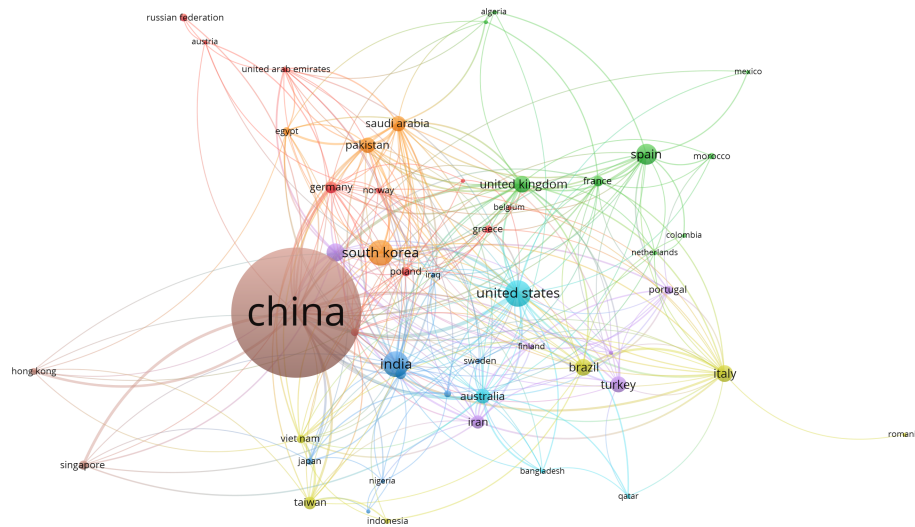 algeria
russian federation
austria
united arab emirates
mexico
saudi arabia
egypt
pakistan
spain
morocco
germany
norway
united kingdom
france
belgium
greece
colombia
south korea
netherlands
poland
iraq
united states
portugal
china
finland
sweden
india
brazil
italy
hong kong
turkey
australia
iran
romani
viet nam
japan
singapore
bangladesh
nigeria
qatar
taiwan
indonesia